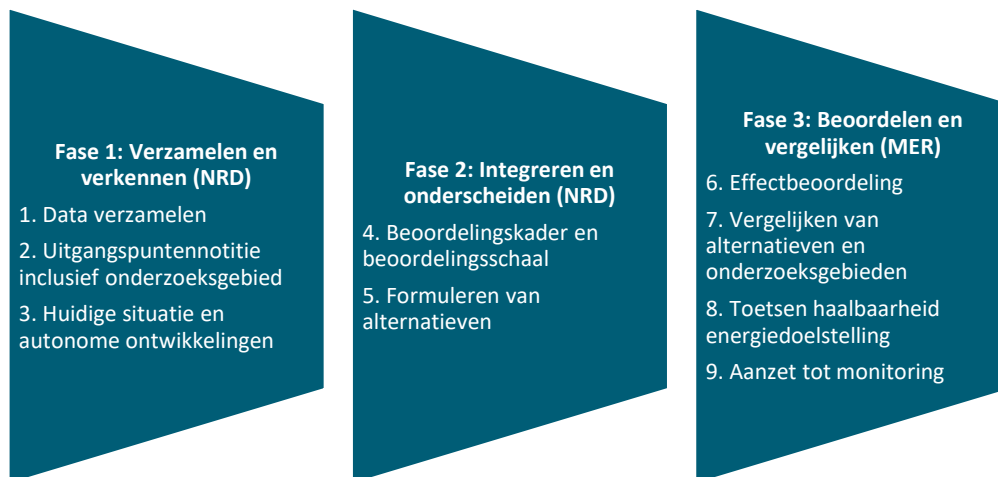 Fase 1: Verzamelen en
verkennen (NRD)
1. Data verzamelen
2. Uitgangspuntennotitie
inclusief onderzoeksgebied
3. Huidige situatie en
autonome ontwikkelingen
Fase 2: Integreren en
onderscheiden (NRD)
4. Beoordelingskader en
beoordelingsschaal
5. Formuleren van
alternatieven
Fase 3: Beoordelen en
vergelijken (MER)
6. Effectbeoordeling
7. Vergelijken van
alternatieven en
onderzoeksgebieden
8. Toetsen haalbaarheid
energiedoelstelling
9. Aanzet tot monitoring